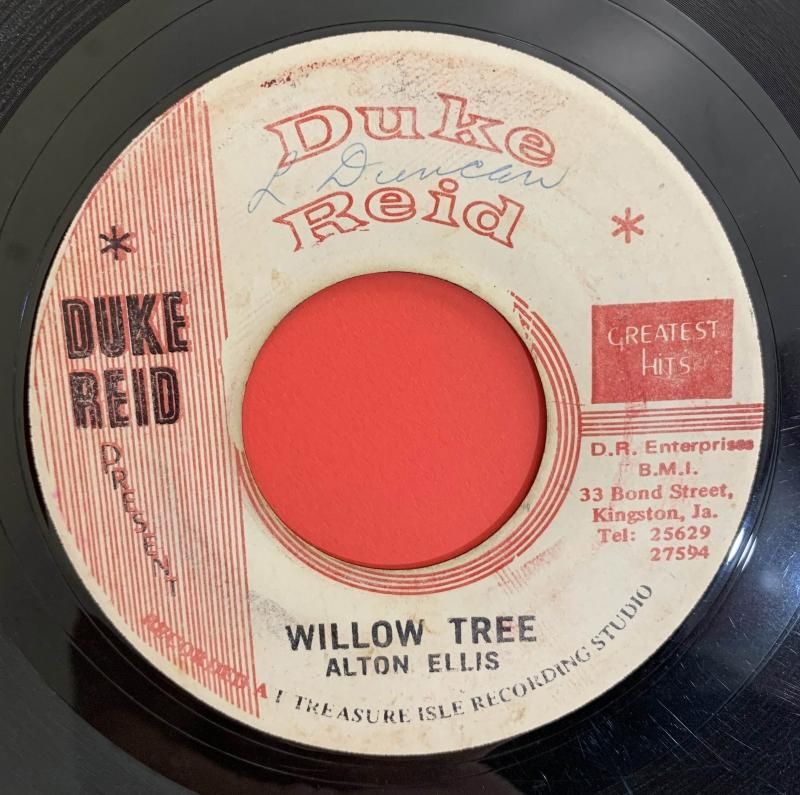 Duke
L Duncan
Reid
* *
DUKE
REID
PRESENT
GREATEST
HITS
D.R. Enterprises
B.M.I.
33 Bond Street,
Kingston, Ja.
Tel: 25629
27594
WILLOW TREE
ALTON ELLIS
RECORDED A T TREASURE ISLE RECORDING STUDIO